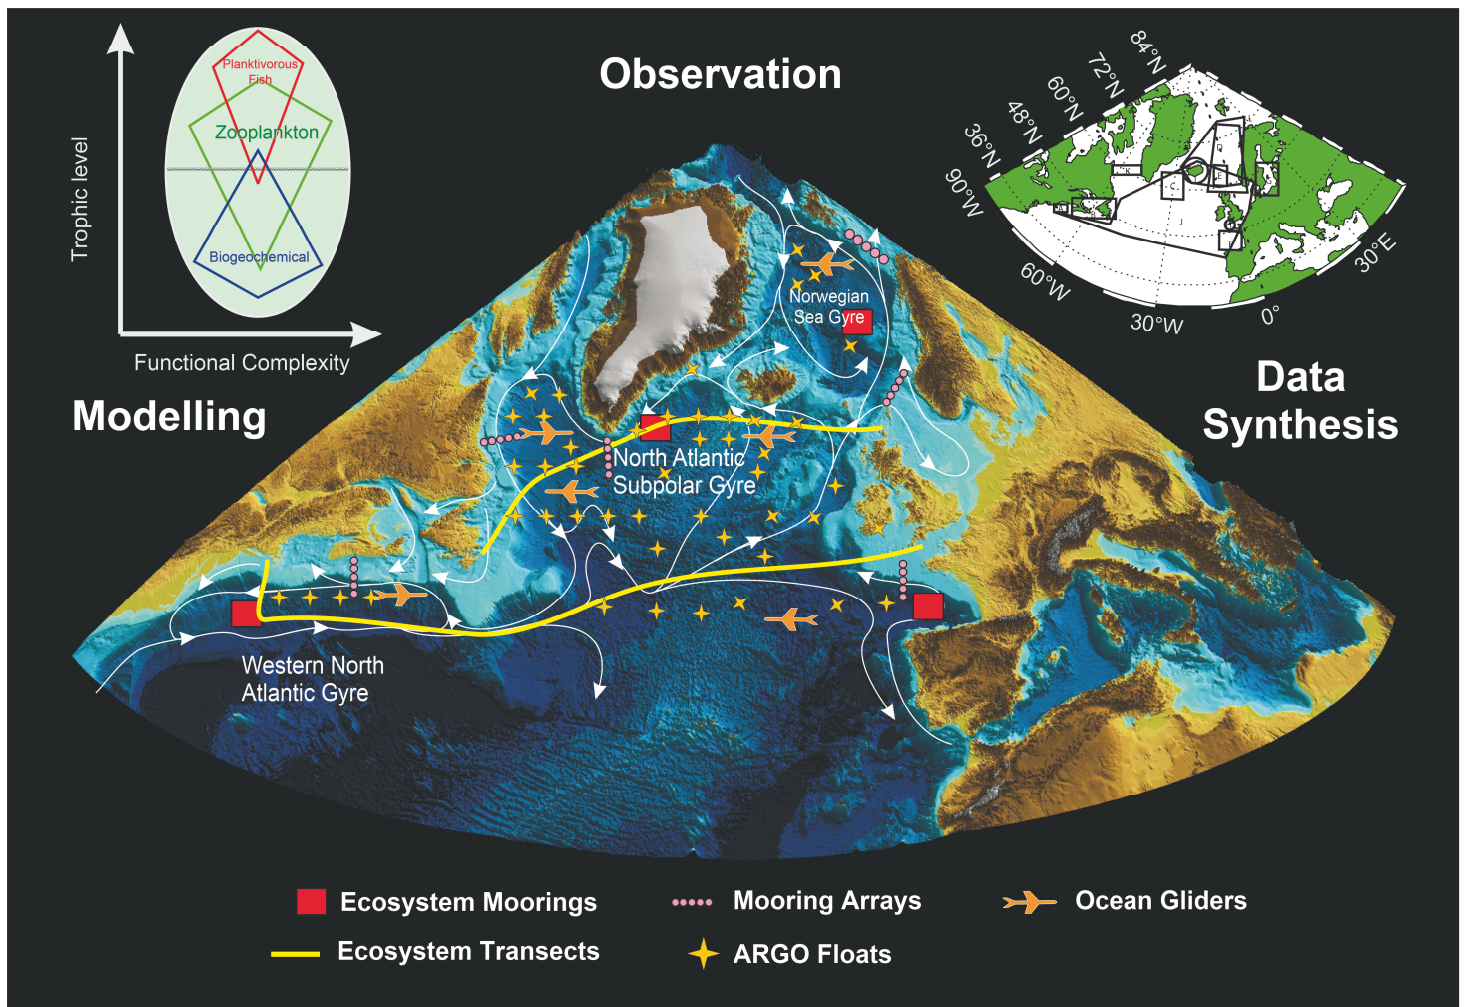 Observation
Trophic level
Planktivorous
Fish
Zooplankton
Biogeochemical
Functional Complexity
Modelling
84°N
72°N
60°N
48°N
36°N
90°W
60°W
30°W
0°
30°E
Data
Synthesis
Norwegian
Sea Gyre
North Atlantic
Subpolar Gyre
Western North
Atlantic Gyre
Ecosystem Moorings
Mooring Arrays
Ocean Gliders
Ecosystem Transects
ARGO Floats